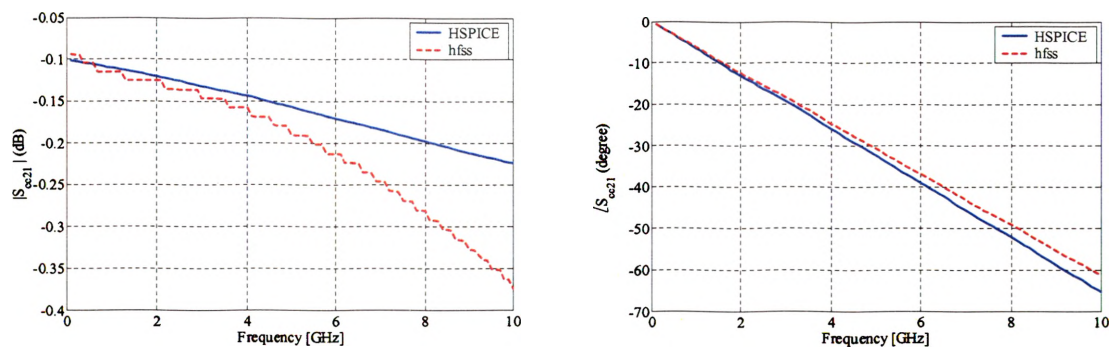 -0.05
-0.1
-0.15
-0.2
-0.25
-0.3
-0.35
-0.4
|Scc21| (dB)
HSPICE
hfss
0 2 4 6 8 10
Frequency [GHz]
0
-10
-20
-30
-40
-50
-60
-70
∠Scc21 (degree)
HSPICE
hfss
0 2 4 6 8 10
Frequency [GHz]